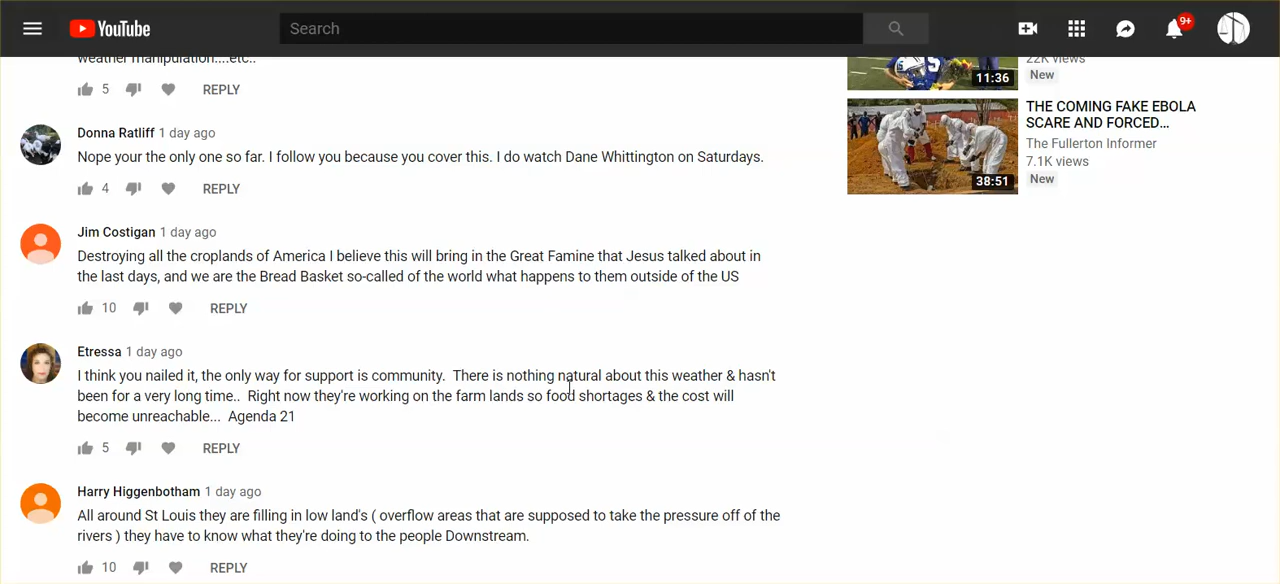 YouTube
Search
9+
weather manipulation....etc..
5 REPLY
Donna Ratliff 1 day ago
Nope your the only one so far. I follow you because you cover this. I do watch Dane Whittington on Saturdays.
4 REPLY
Jim Costigan 1 day ago
Destroying all the croplands of America I believe this will bring in the Great Famine that Jesus talked about in
the last days, and we are the Bread Basket so-called of the world what happens to them outside of the US
10 REPLY
Etressa 1 day ago
I think you nailed it, the only way for support is community. There is nothing natural about this weather & hasn't
been for a very long time.. Right now they're working on the farm lands so food shortages & the cost will
become unreachable... Agenda 21
5 REPLY
Harry Higgenbotham 1 day ago
All around St Louis they are filling in low land's ( overflow areas that are supposed to take the pressure off of the
rivers ) they have to know what they're doing to the people Downstream.
10 REPLY
11:36
22K views
New
38:51
THE COMING FAKE EBOLA
SCARE AND FORCED...
The Fullerton Informer
7.1K views
New